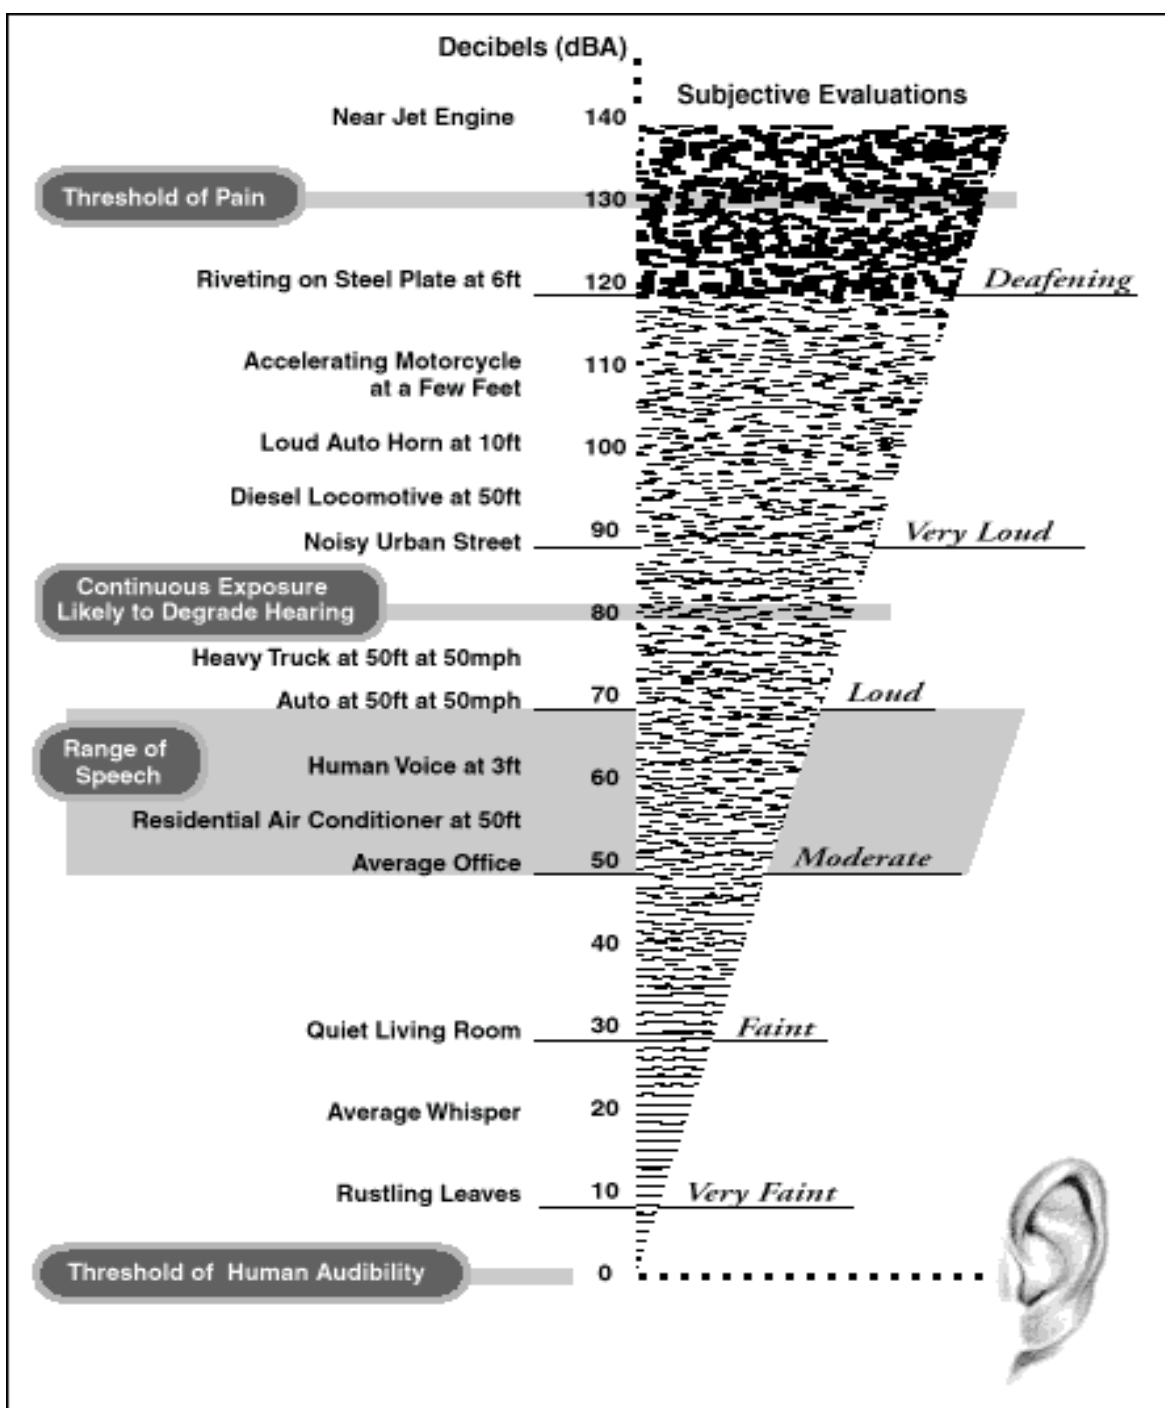 Decibels (dBA)
Subjective Evaluations
Near Jet Engine 140
Threshold of Pain 130
Riveting on Steel Plate at 6ft 120 Deafening
Accelerating Motorcycle
at a Few Feet
110
Loud Auto Horn at 10ft 100
Diesel Locomotive at 50ft
Noisy Urban Street 90 Very Loud
Continuous Exposure
Likely to Degrade Hearing
80
Heavy Truck at 50ft at 50mph
Auto at 50ft at 50mph 70 Loud
Range of
Speech
Human Voice at 3ft 60
Residential Air Conditioner at 50ft
Average Office 50 Moderate
40
Quiet Living Room 30 Faint
Average Whisper 20
Rustling Leaves 10 Very Faint
Threshold of Human Audibility 0